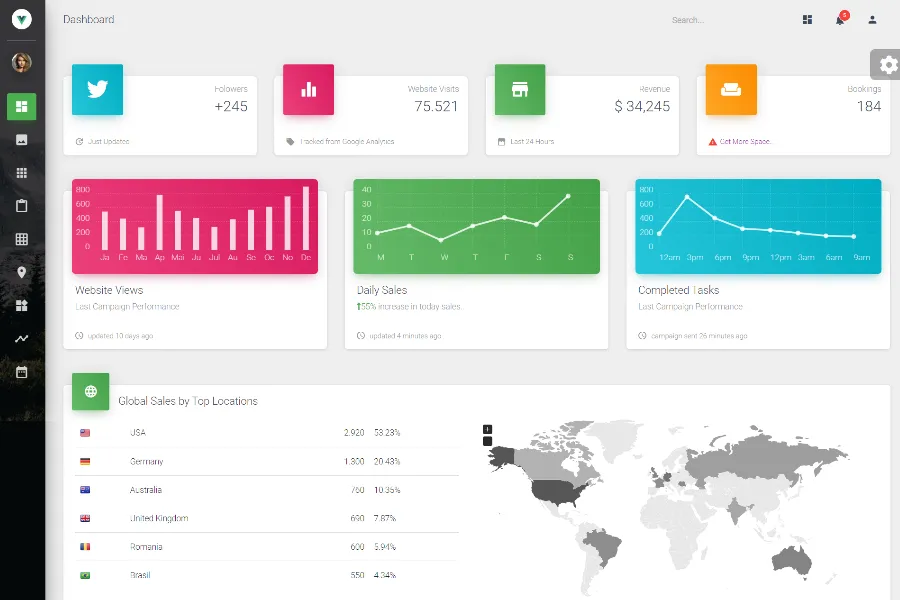 Dashboard
Search...
5
Folowers
+245
Just Updated
Website Visits
75.521
Tracked from Google Analytics
Revenue
$ 34,245
Last 24 Hours
Bookings
184
Get More Space...
800
600
400
200
0
Ja Fe Ma Ap Mai Ju Jul Au Se Oc No De
Website Views
Last Campaign Performance
updated 10 days ago
40
30
20
10
0
M T W T F S S
Daily Sales
55% increase in today sales.
updated 4 minutes ago
800
600
400
200
0
12am 3pm 6pm 9pm 12pm 3am 6am 9am
Completed Tasks
Last Campaign Performance
campaign sent 26 minutes ago
Global Sales by Top Locations
USA 2.920 53.23%
Germany 1.300 20.43%
Australia 760 10.35%
United Kingdom 690 7.87%
Romania 600 5.94%
Brasil 550 4.34%
+